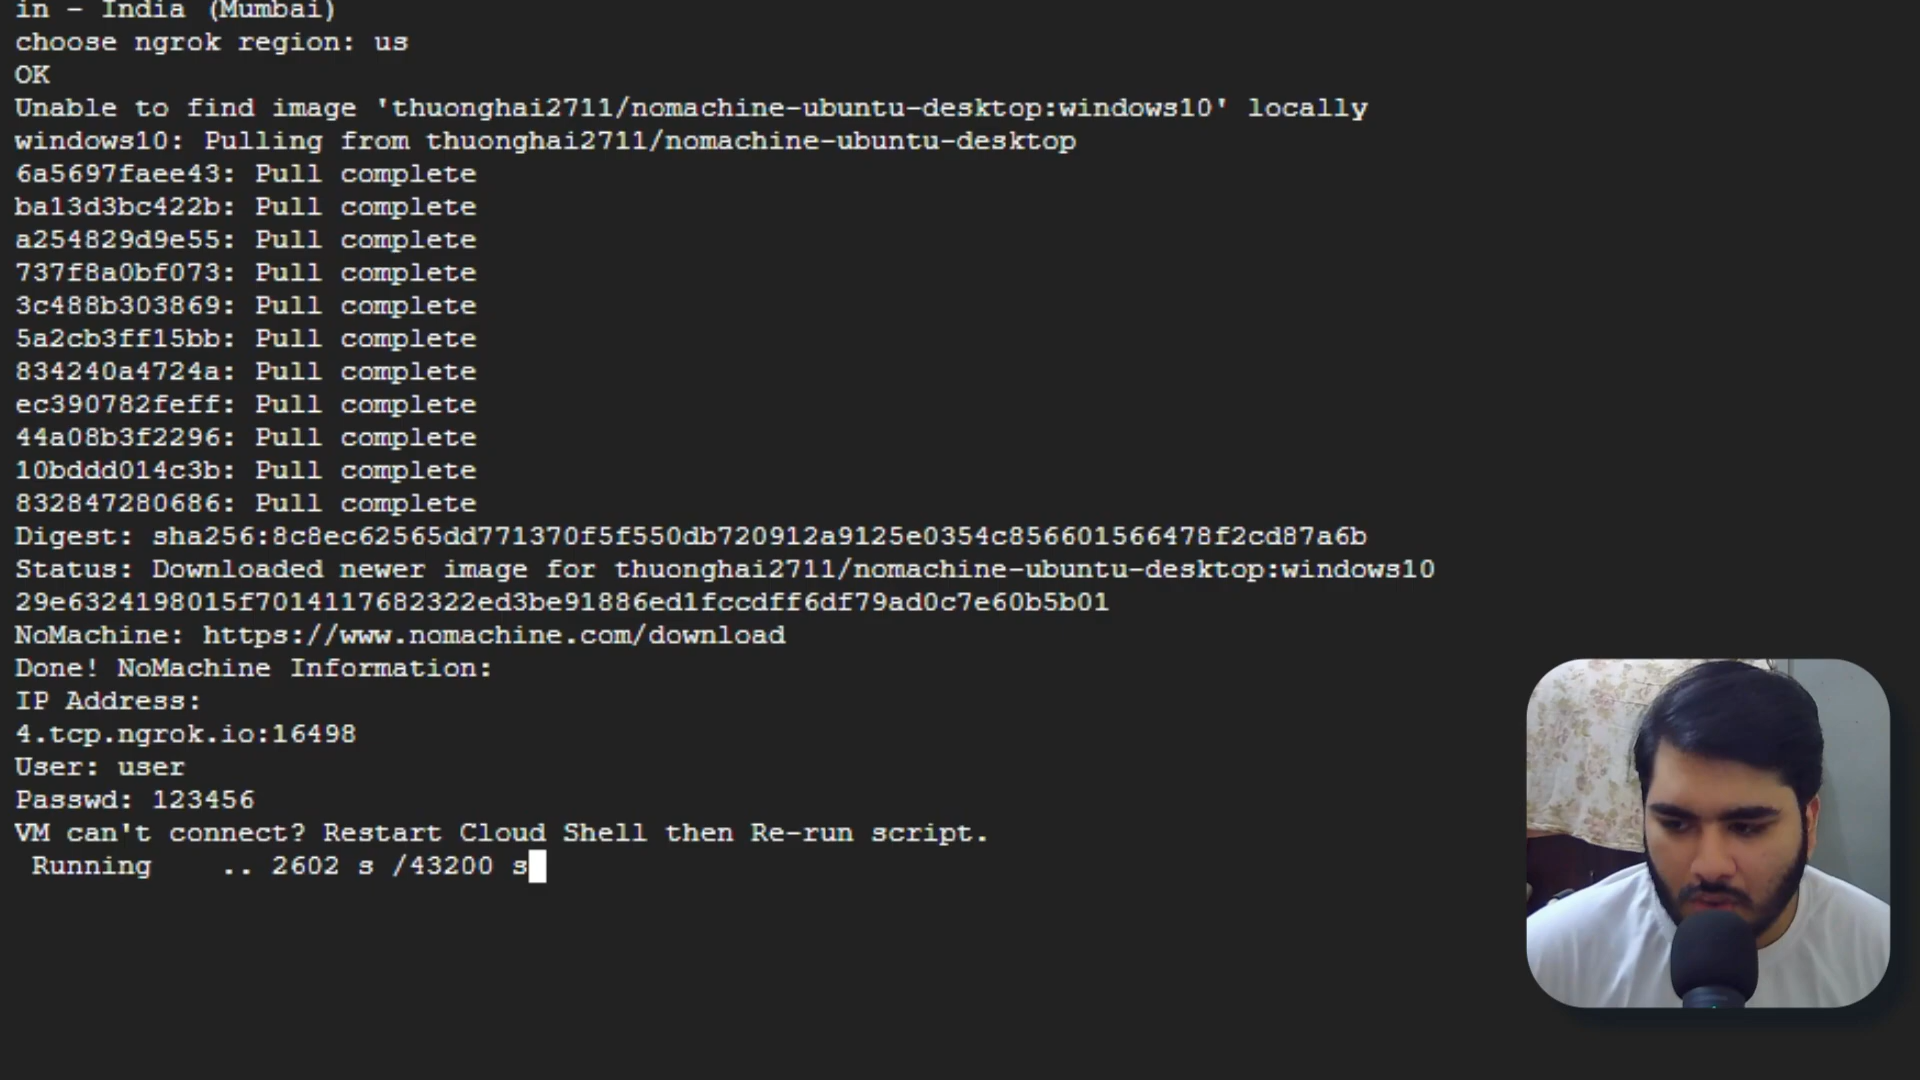 in - India (Mumbai)
choose ngrok region: us
OK
Unable to find image 'thuonghai2711/nomachine-ubuntu-desktop:windows10' locally
windows10: Pulling from thuonghai2711/nomachine-ubuntu-desktop
6a5697faee43: Pull complete
ba13d3bc422b: Pull complete
a254829d9e55: Pull complete
737f8a0bf073: Pull complete
3c488b303869: Pull complete
5a2cb3ff15bb: Pull complete
834240a4724a: Pull complete
ec390782feff: Pull complete
44a08b3f2296: Pull complete
10bddd014c3b: Pull complete
832847280686: Pull complete
Digest: sha256:8c8ec62565dd771370f5f550db720912a9125e0354c856601566478f2cd87a6b
Status: Downloaded newer image for thuonghai2711/nomachine-ubuntu-desktop:windows10
29e6324198015f7014117682322ed3be91886ed1fccdff6df79ad0c7e60b5b01
NoMachine: https://www.nomachine.com/download
Done! NoMachine Information:
IP Address:
4.tcp.ngrok.io:16498
User: user
Passwd: 123456
VM can't connect? Restart Cloud Shell then Re-run script.
Running .. 2602 s /43200 s